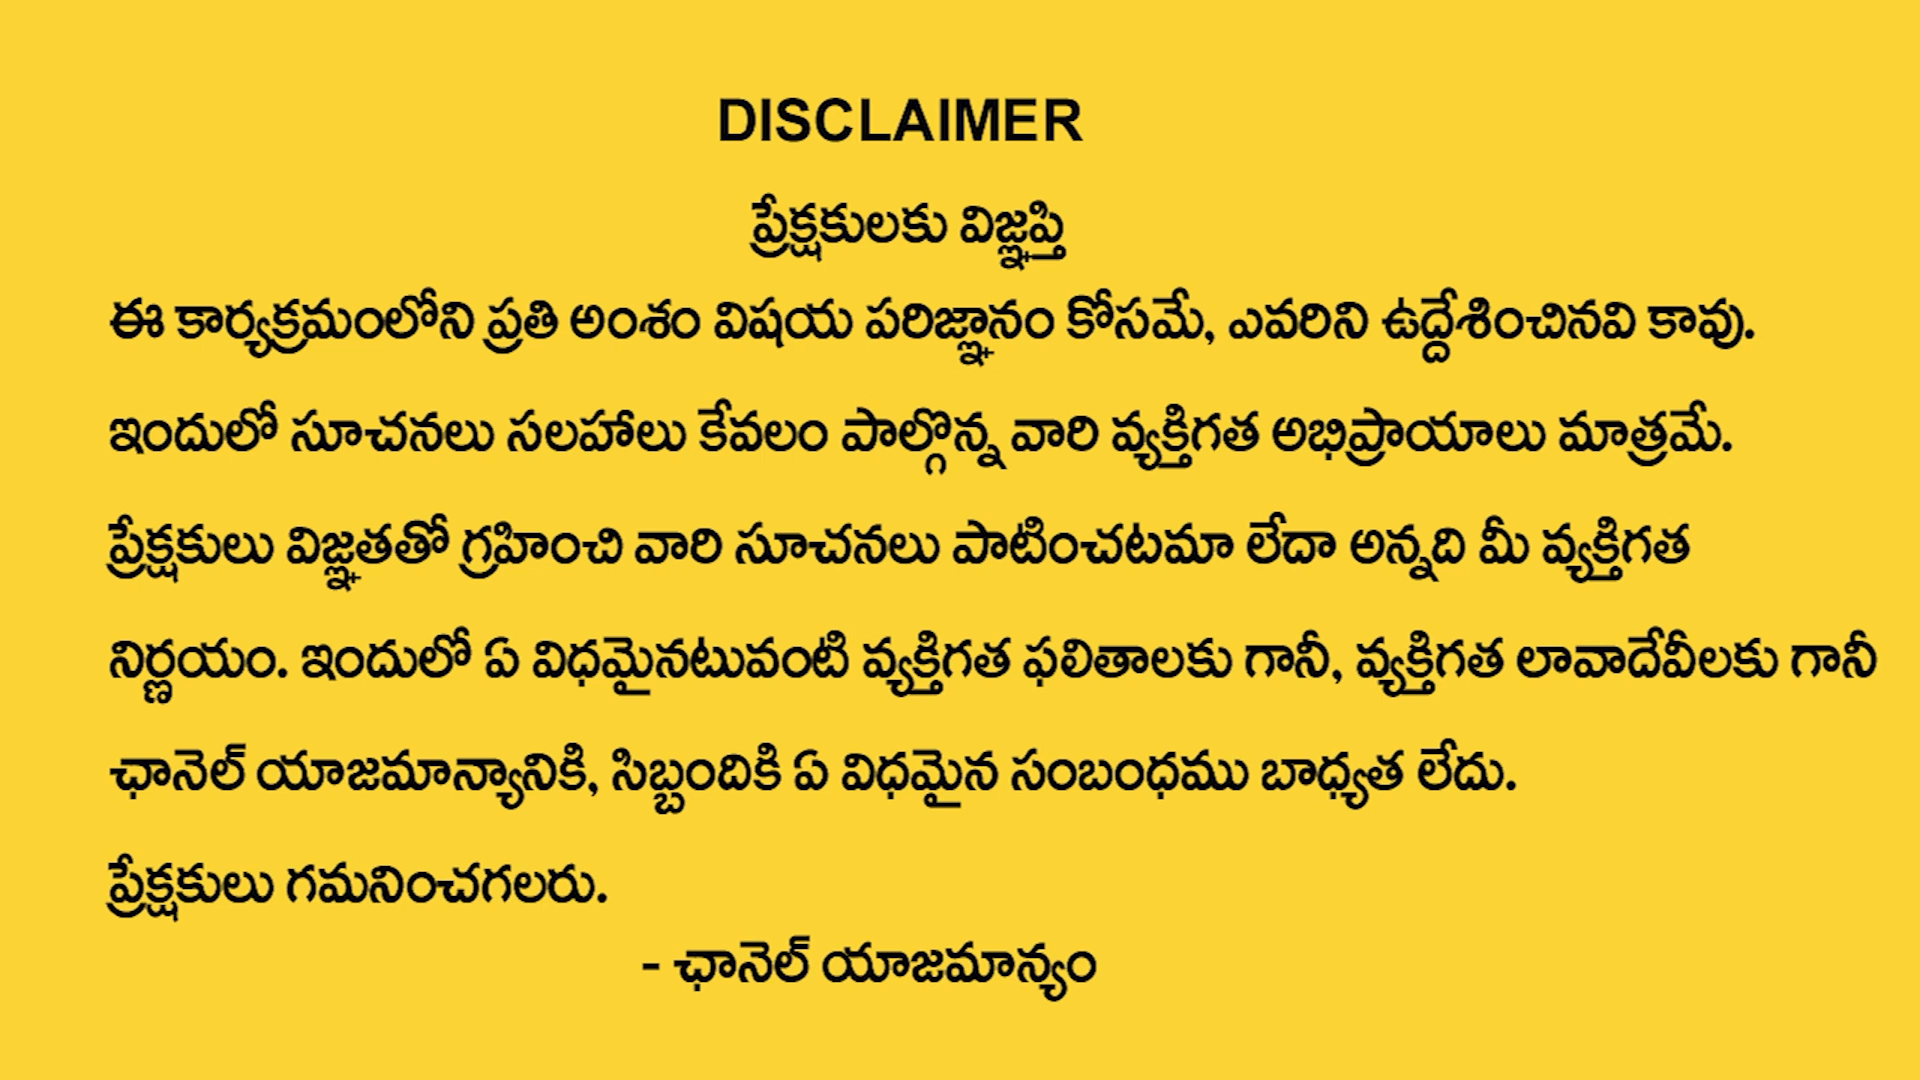 DISCLAIMER
ప్రేక్షకులకు విజ్ఞప్తి
ఈ కార్యక్రమంలోని ప్రతి అంశం విషయ పరిజ్ఞానం కోసమే, ఎవరిని ఉద్దేశించినవి కావు.
ఇందులో సూచనలు సలహాలు కేవలం పాల్గొన్న వారి వ్యక్తిగత అభిప్రాయాలు మాత్రమే.
ప్రేక్షకులు విజ్ఞతతో గ్రహించి వారి సూచనలు పాటించటమా లేదా అన్నది మీ వ్యక్తిగత
నిర్ణయం. ఇందులో ఏ విధమైనటువంటి వ్యక్తిగత ఫలితాలకు గానీ, వ్యక్తిగత లావాదేవీలకు గానీ
ఛానెల్ యాజమాన్యానికి, సిబ్బందికి ఏ విధమైన సంబంధము బాధ్యత లేదు.
ప్రేక్షకులు గమనించగలరు.
- ఛానెల్ యాజమాన్యం